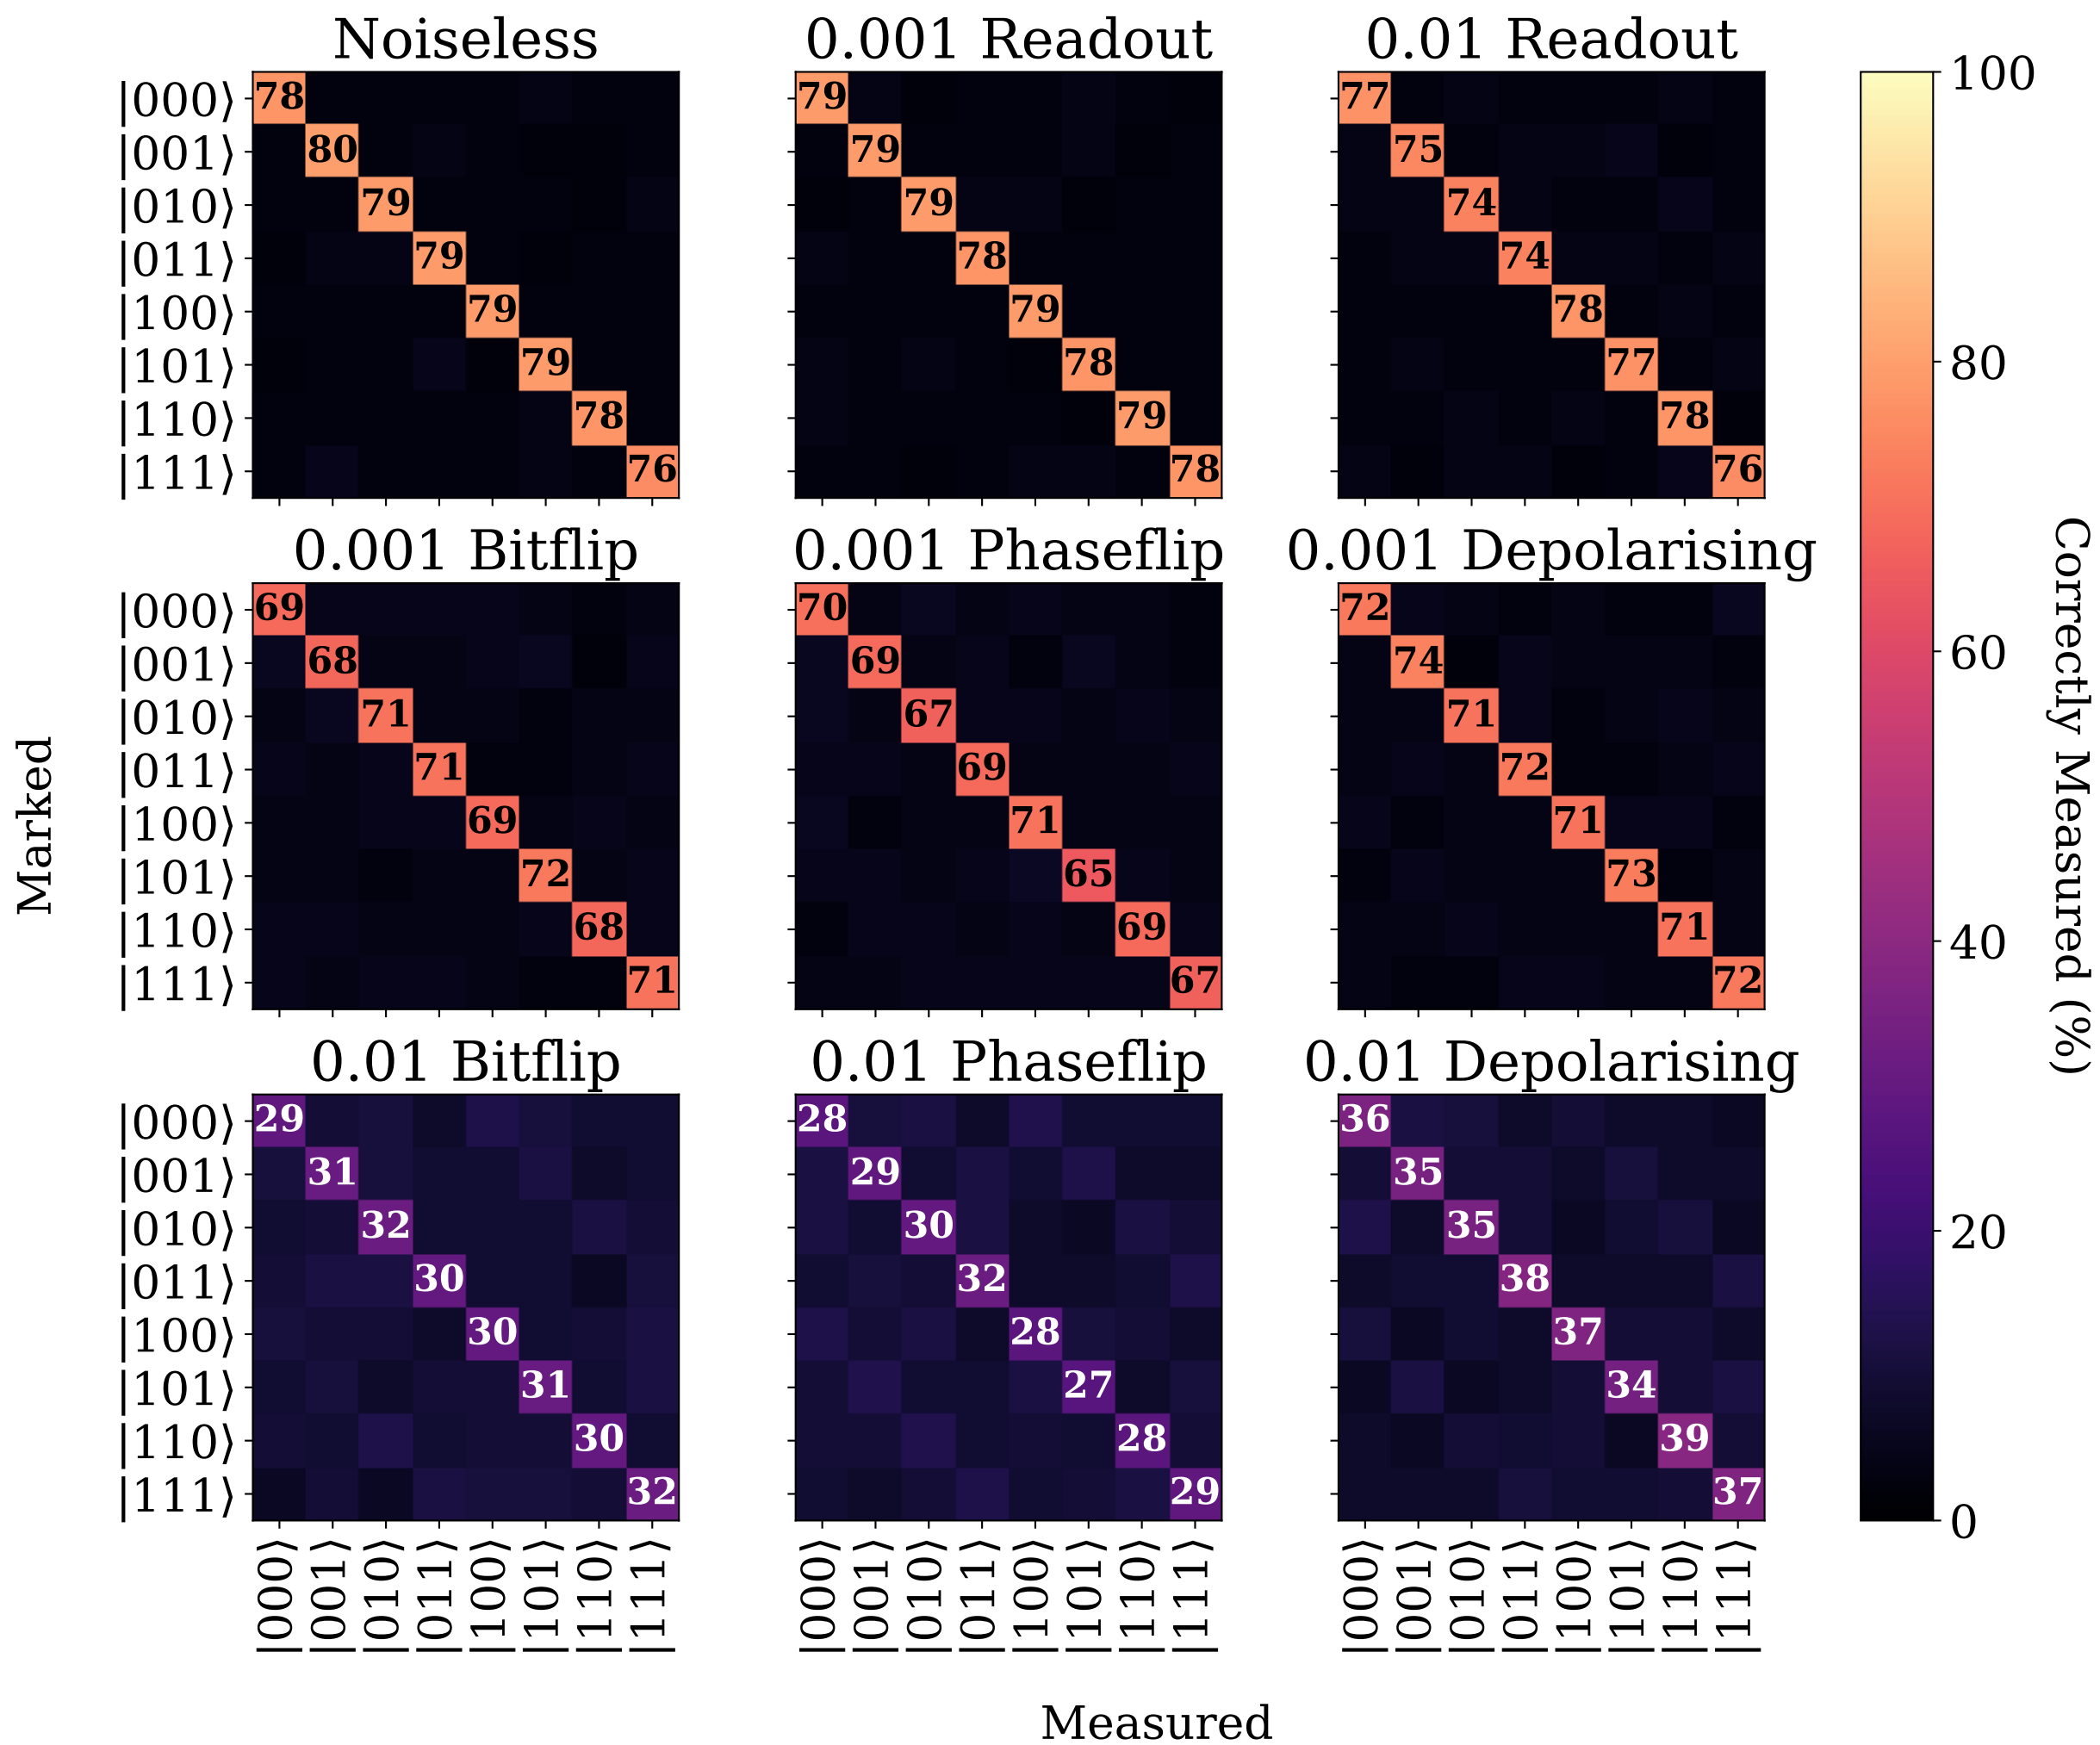 Noiseless 0.001 Readout 0.01 Readout
|000⟩ 78 79 77 100
|001⟩ 80 79 75
|010⟩ 79 79 74
|011⟩ 79 78 74
|100⟩ 79 79 78 80
|101⟩ 79 78 77
|110⟩ 78 79 78
|111⟩ 76 78 76
0.001 Bitflip 0.001 Phaseflip 0.001 Depolarising
|000⟩ 69 70 72
|001⟩ 68 69 74 60
|010⟩ 71 67 71
|011⟩ 71 69 72
|100⟩ 69 71 71
|101⟩ 72 65 73
|110⟩ 68 69 71 40
|111⟩ 71 67 72
0.01 Bitflip 0.01 Phaseflip 0.01 Depolarising
|000⟩ 29 28 36
|001⟩ 31 29 35
|010⟩ 32 30 35 20
|011⟩ 30 32 38
|100⟩ 30 28 37
|101⟩ 31 27 34
|110⟩ 30 28 39
|111⟩ 32 29 37 0
|000⟩ |001⟩ |010⟩ |011⟩ |100⟩ |101⟩ |110⟩ |111⟩ |000⟩ |001⟩ |010⟩ |011⟩ |100⟩ |101⟩ |110⟩ |111⟩ |000⟩ |001⟩ |010⟩ |011⟩ |100⟩ |101⟩ |110⟩ |111⟩
Measured
Marked
Correctly Measured (%)